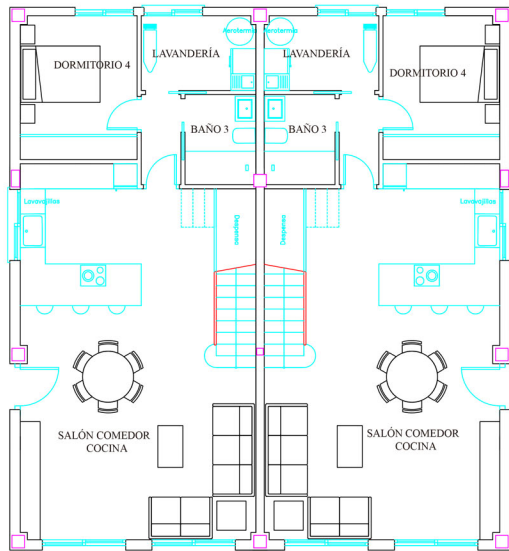 Aerotermia
Aerotermia
LAVANDERÍA
LAVANDERÍA
DORMITORIO 4
DORMITORIO 4
BAÑO 3
BAÑO 3
Lavavajillas
Lavavajillas
Despensa
Despensa
SALÓN COMEDOR
COCINA
SALÓN COMEDOR
COCINA